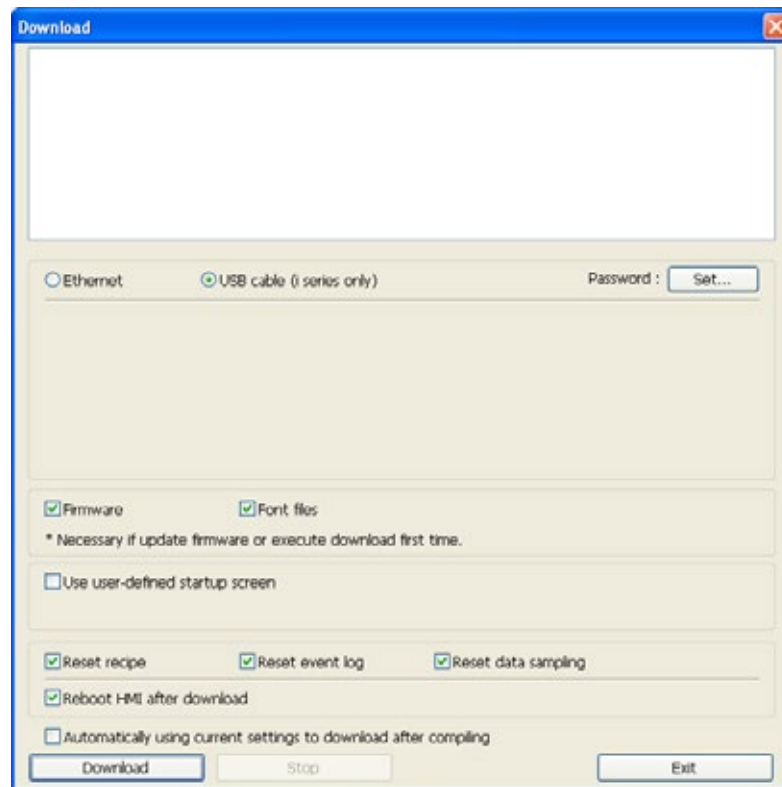 Download
Ethernet USB cable (i series only) Password : Set...
Firmware Font files
* Necessary if update firmware or execute download first time.
Use user-defined startup screen
Reset recipe Reset event log Reset data sampling
Reboot HMI after download
Automatically using current settings to download after compiling
Download Stop Exit